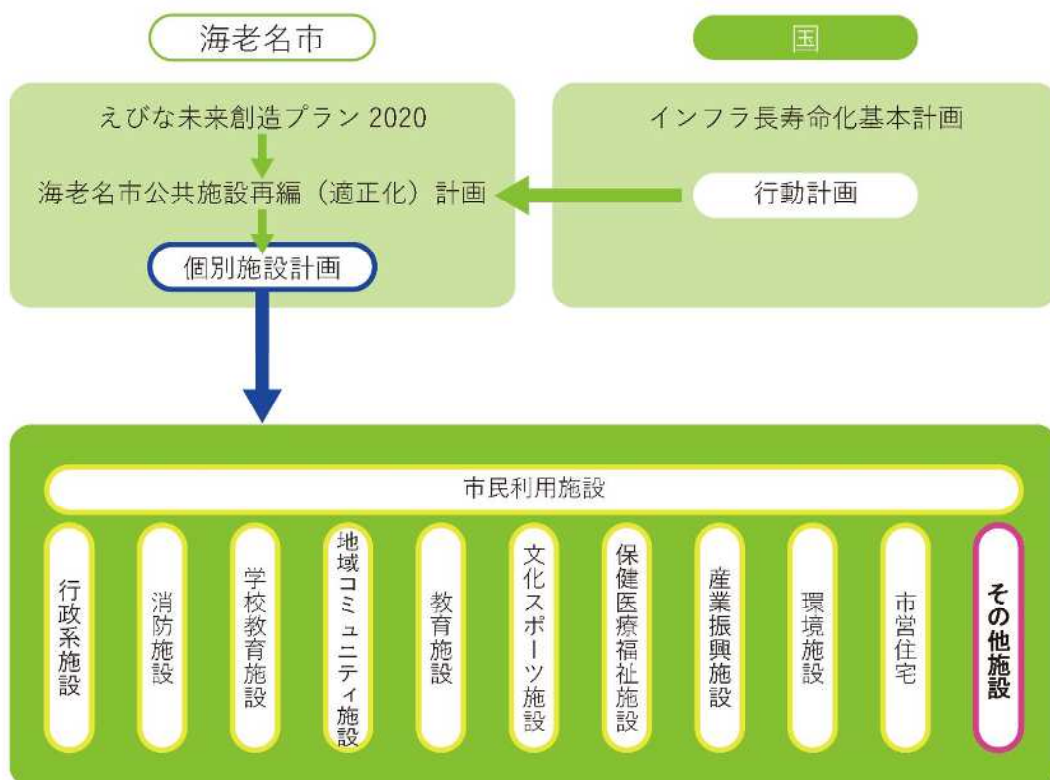 海老名市
国
えびな未来創造プラン 2020
インフラ長寿命化基本計画
海老名市公共施設再編（適正化）計画
行動計画
個別施設計画
市民利用施設
行政系施設
消防施設
学校教育施設
地域コミュニティ施設
教育施設
文化スポーツ施設
保健医療福祉施設
産業振興施設
環境施設
市営住宅
その他施設